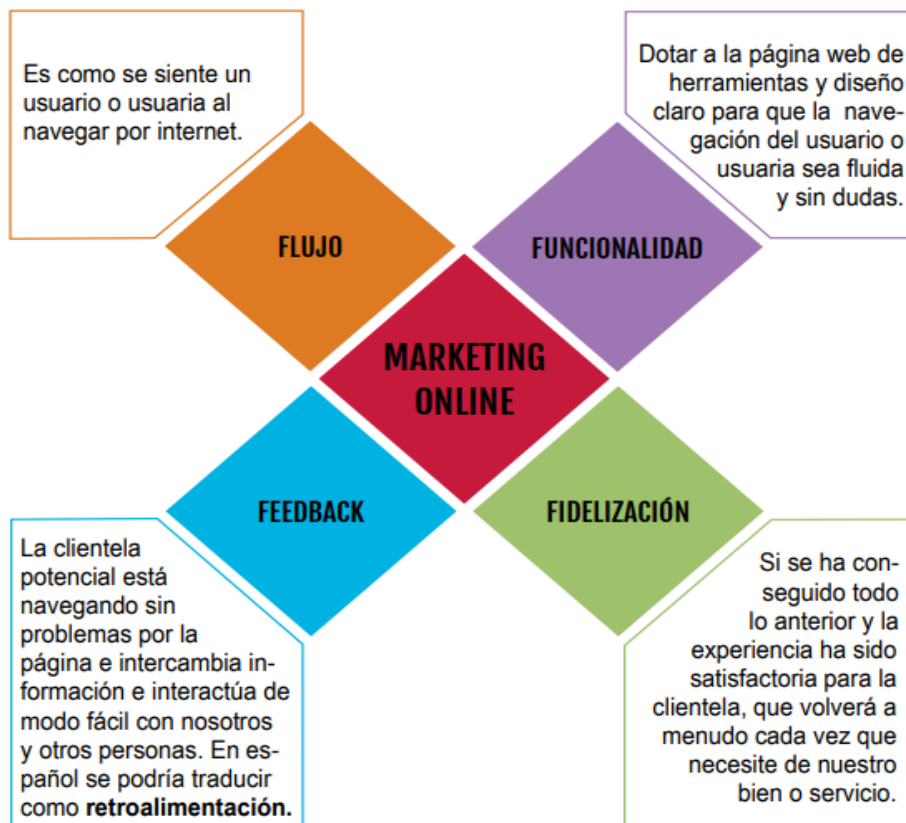 Es como se siente un
usuario o usuaria al
navegar por internet.
Dotar a la página web de
herramientas y diseño
claro para que la nave-
gación del usuario o
usuaria sea fluida
y sin dudas.
FLUJO
FUNCIONALIDAD
MARKETING
ONLINE
FEEDBACK
FIDELIZACIÓN
La clientela
potencial está
navegando sin
problemas por la
página e intercambia in-
formación e interactúa de
modo fácil con nosotros
y otros personas. En es-
pañol se podría traducir
como retroalimentación.
Si se ha con-
seguido todo
lo anterior y la
experiencia ha sido
satisfactoria para la
clientela, que volverá a
menudo cada vez que
necesite de nuestro
bien o servicio.